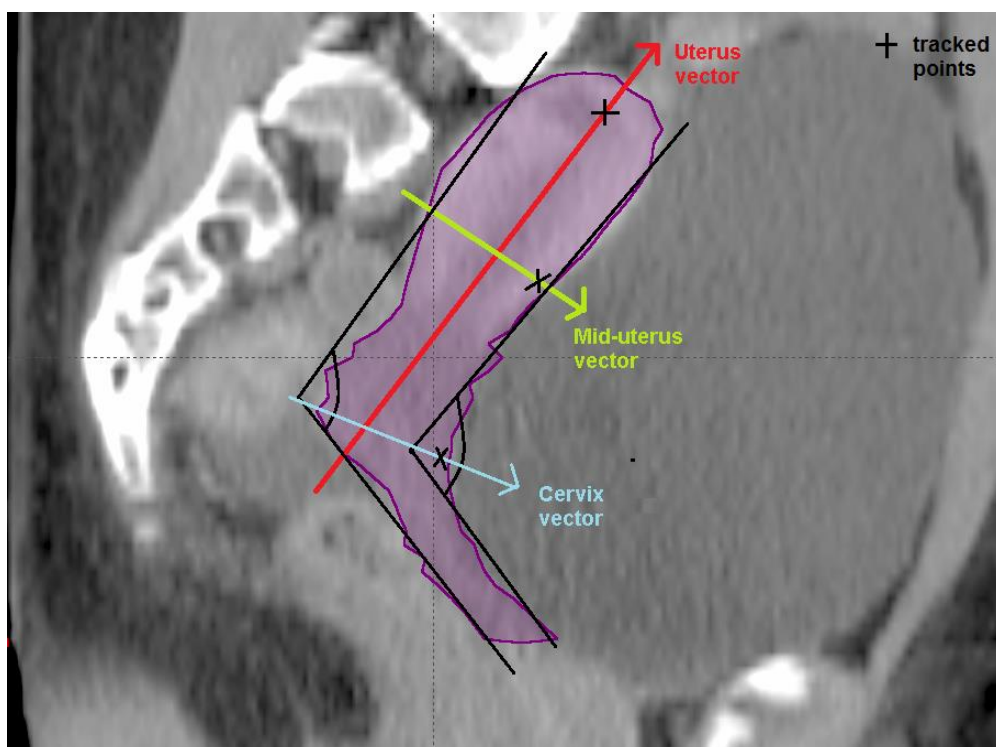 Uterus
vector
tracked
points
Mid-uterus
vector
Cervix
vector